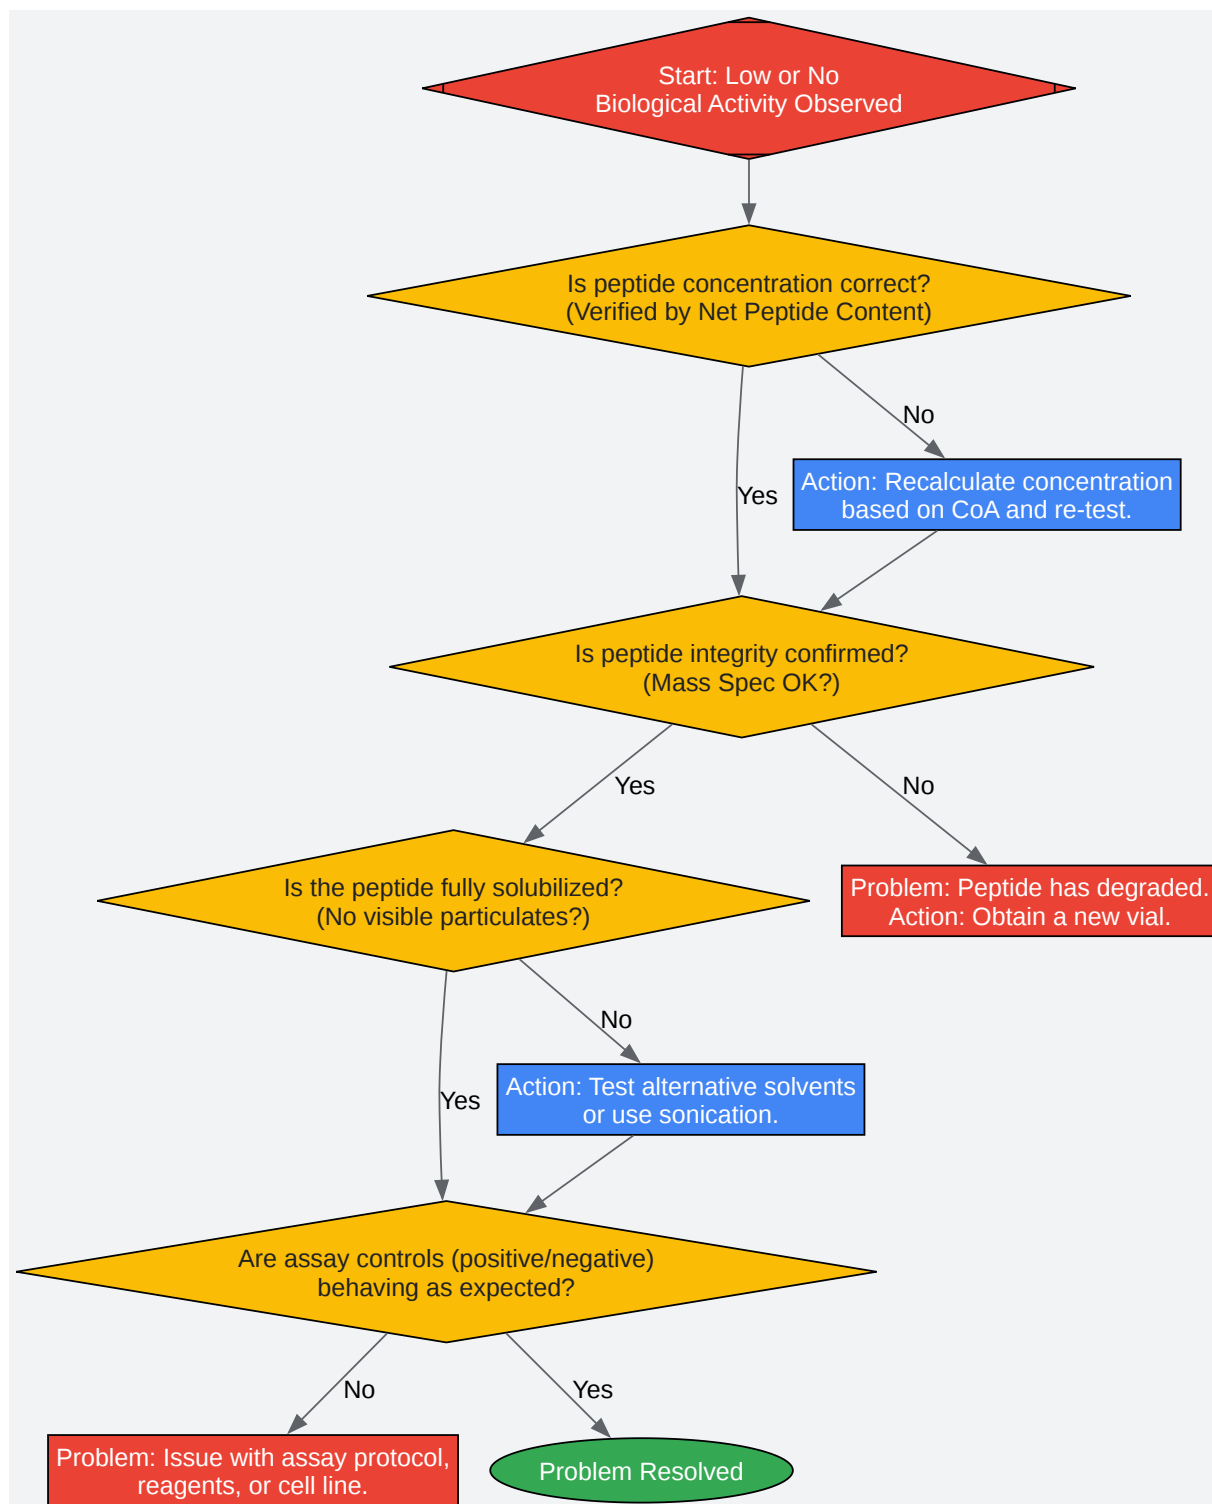 Start: Low or No
Biological Activity Observed
Is peptide concentration correct?
(Verified by Net Peptide Content)
No
Action: Recalculate concentration
based on CoA and re-test.
Yes
Is peptide integrity confirmed?
(Mass Spec OK?)
Yes
No
Is the peptide fully solubilized?
(No visible particulates?)
Problem: Peptide has degraded.
Action: Obtain a new vial.
No
Action: Test alternative solvents
or use sonication.
Yes
Are assay controls (positive/negative)
behaving as expected?
No
Yes
Problem: Issue with assay protocol,
reagents, or cell line.
Problem Resolved